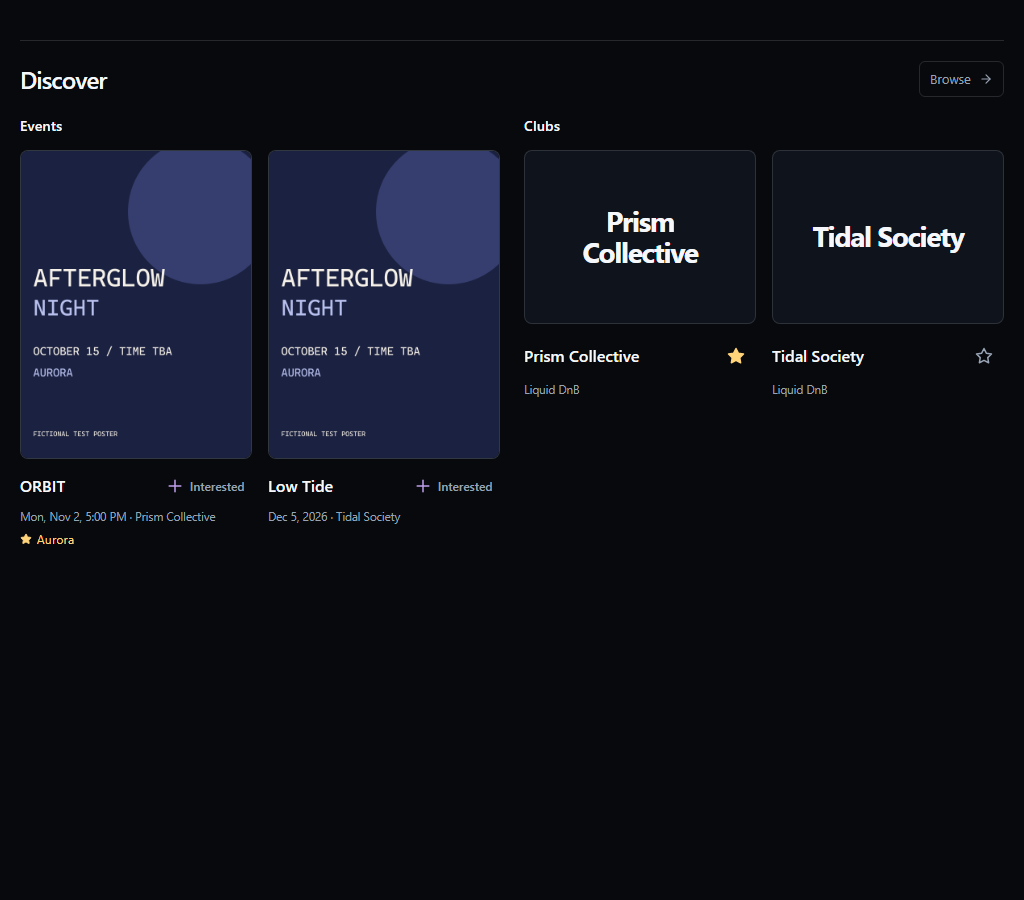 Discover
Browse
Events
Clubs
AFTERGLOW
NIGHT
OCTOBER 15 / TIME TBA
AURORA
FICTIONAL TEST POSTER
AFTERGLOW
NIGHT
OCTOBER 15 / TIME TBA
AURORA
FICTIONAL TEST POSTER
Prism
Collective
Tidal Society
ORBIT
Interested
Mon, Nov 2, 5:00 PM · Prism Collective
Aurora
Low Tide
Interested
Dec 5, 2026 · Tidal Society
Prism Collective
Liquid DnB
Tidal Society
Liquid DnB